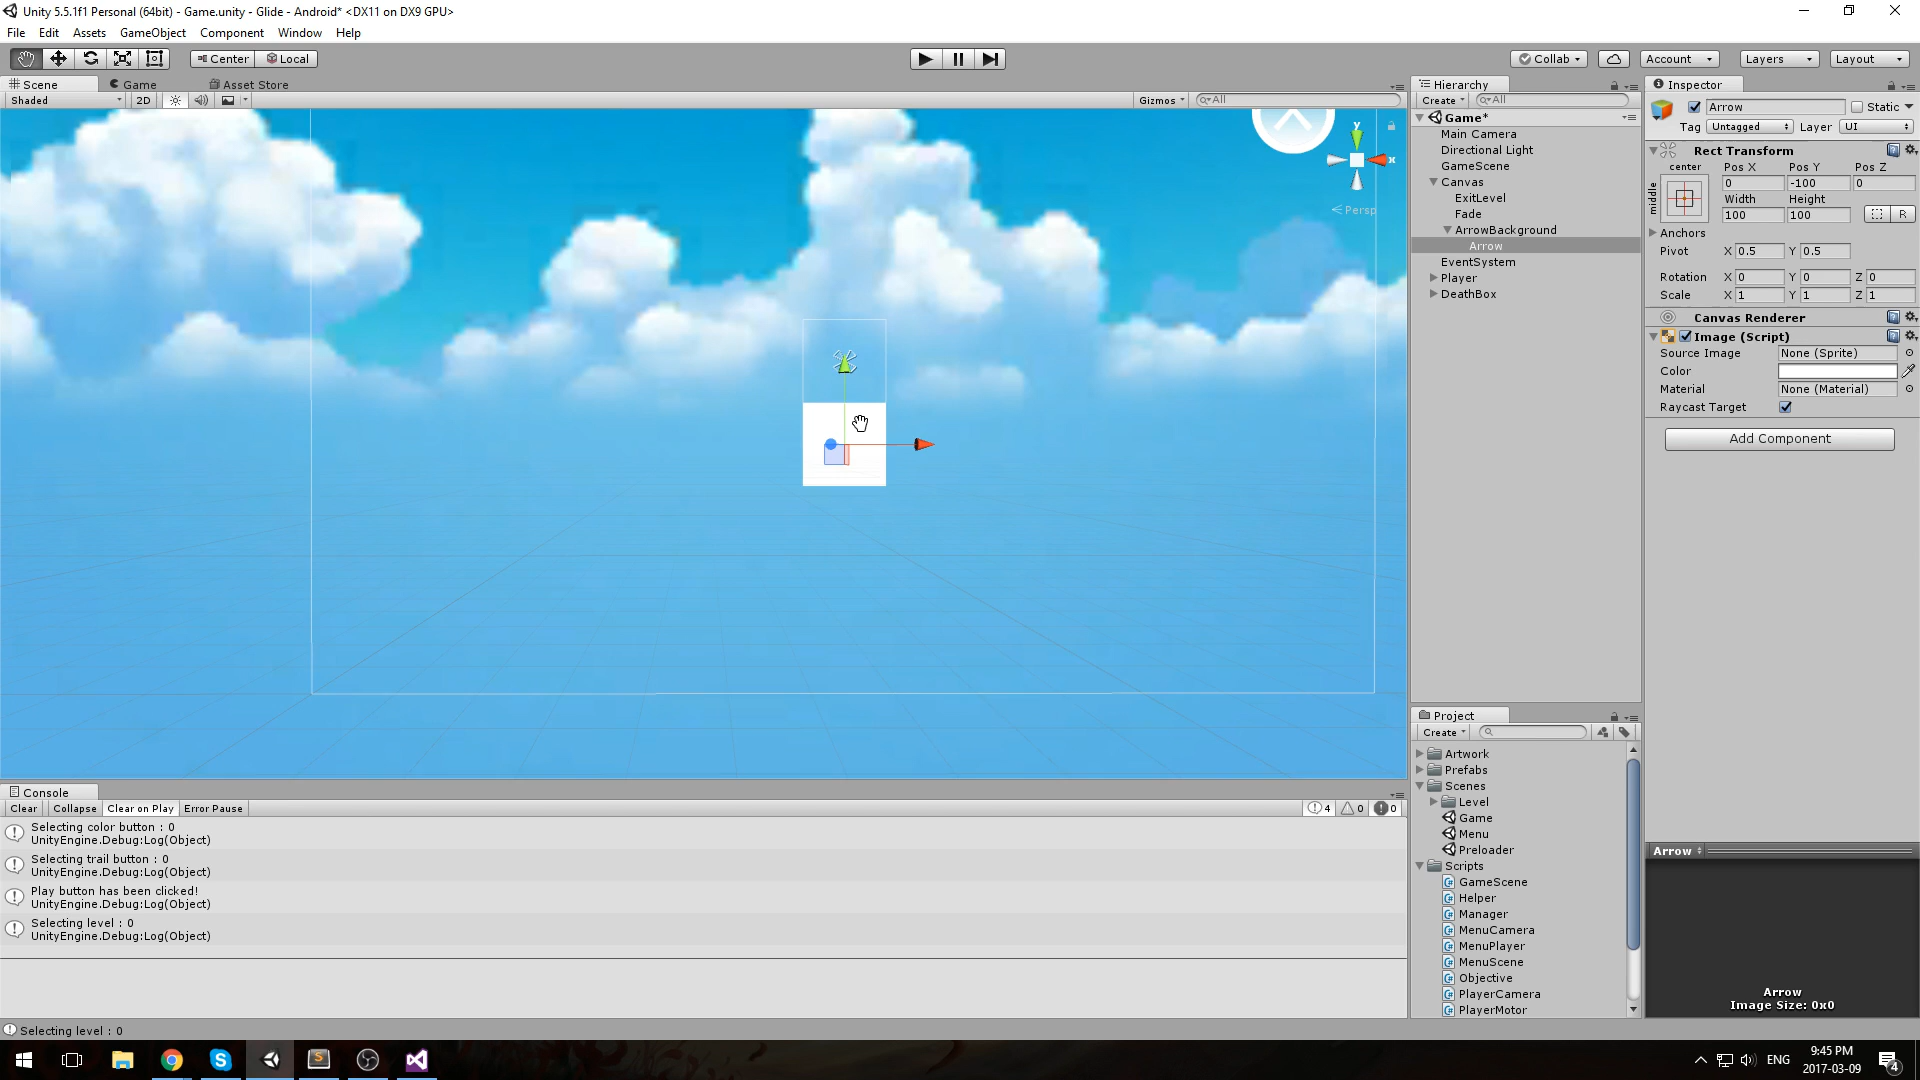 Unity 5.5.1f1 Personal (64bit) - Game.unity - Glide - Android* <DX11 on DX9 GPU>
File Edit Assets GameObject Component Window Help
Center Local Collab Account Layers Layout
Scene Game Asset Store
Shaded 2D Gizmos All
y
x
Persp
Hierarchy
Create All
Game*
Main Camera
Directional Light
GameScene
Canvas
ExitLevel
Fade
ArrowBackground
Arrow
EventSystem
Player
DeathBox
Inspector
Arrow Static
Tag Untagged Layer UI
Rect Transform
center Pos X Pos Y Pos Z
middle 0 -100 0
Width Height
100 100 R
Anchors
Pivot X 0.5 Y 0.5
Rotation X 0 Y 0 Z 0
Scale X 1 Y 1 Z 1
Canvas Renderer
Image (Script)
Source Image None (Sprite)
Color
Material None (Material)
Raycast Target
Add Component
Project
Create
Artwork
Prefabs
Scenes
Level
Game
Menu
Preloader
Scripts
GameScene
Helper
Manager
MenuCamera
MenuPlayer
MenuScene
Objective
PlayerCamera
PlayerMotor
Arrow
Arrow
Image Size: 0x0
Console
Clear Collapse Clear on Play Error Pause 4 0 0
Selecting color button : 0
UnityEngine.Debug:Log(Object)
Selecting trail button : 0
UnityEngine.Debug:Log(Object)
Play button has been clicked!
UnityEngine.Debug:Log(Object)
Selecting level : 0
UnityEngine.Debug:Log(Object)
Selecting level : 0
ENG
9:45 PM
2017-03-09
4